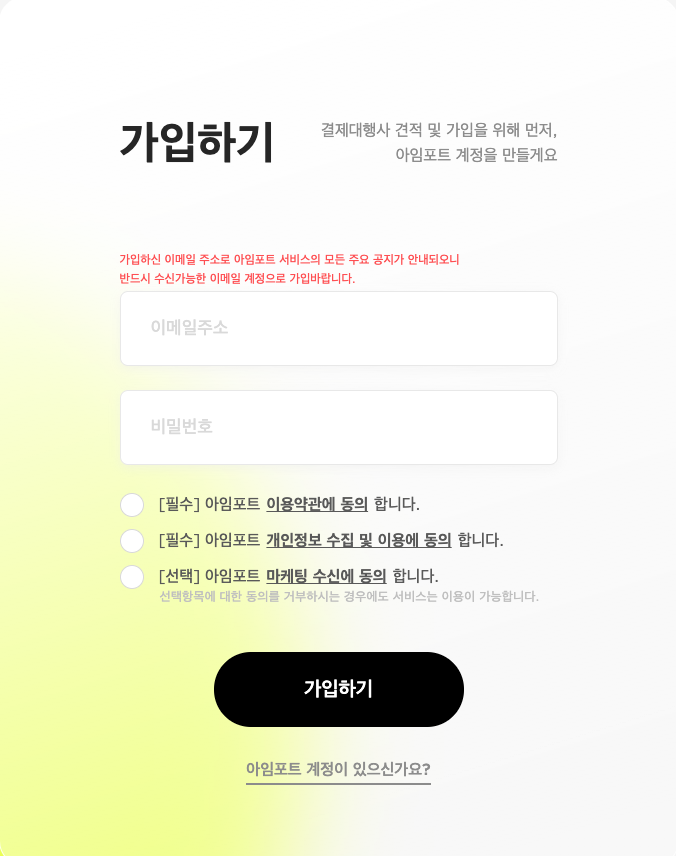 가입하기
결제대행사 견적 및 가입을 위해 먼저,
아임포트 계정을 만들게요
가입하신 이메일 주소로 아임포트 서비스의 모든 주요 공지가 안내되오니
반드시 수신가능한 이메일 계정으로 가입바랍니다.
이메일주소
비밀번호
[필수] 아임포트 이용약관에 동의 합니다.
[필수] 아임포트 개인정보 수집 및 이용에 동의 합니다.
[선택] 아임포트 마케팅 수신에 동의 합니다.
선택항목에 대한 동의를 거부하시는 경우에도 서비스는 이용이 가능합니다.
가입하기
아임포트 계정이 있으신가요?